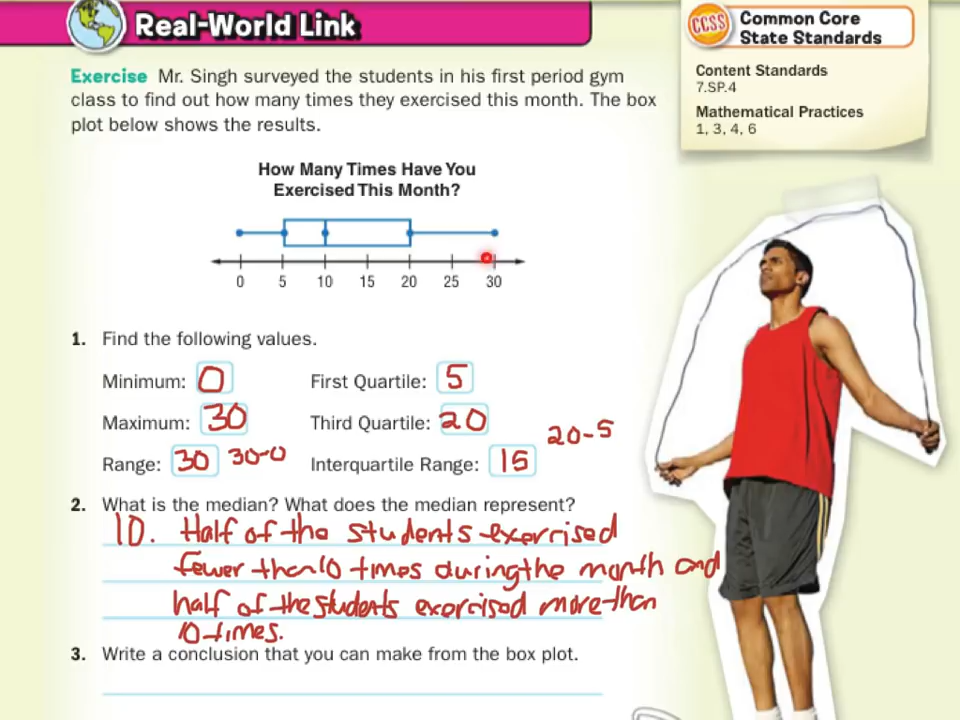 Real-World Link
CCSS Common Core
State Standards
Content Standards
7.SP.4
Mathematical Practices
1, 3, 4, 6
Exercise Mr. Singh surveyed the students in his first period gym
class to find out how many times they exercised this month. The box
plot below shows the results.
How Many Times Have You
Exercised This Month?
0 5 10 15 20 25 30
1. Find the following values.
Minimum: 0 First Quartile: 5
Maximum: 30 Third Quartile: 20
20-5
Range: 30 30-0 Interquartile Range: 15
2. What is the median? What does the median represent?
10. Half of the students exercised
fewer than 10 times during the month and
half of the students exercised more than
10 times.
3. Write a conclusion that you can make from the box plot.